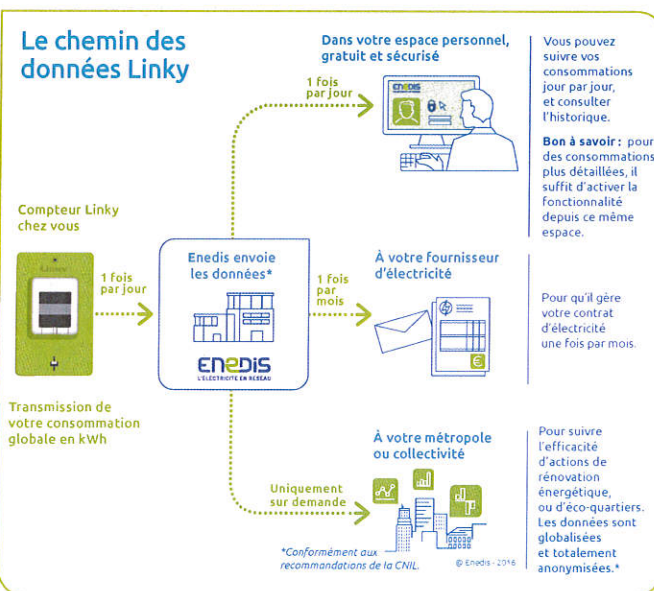 Le chemin des
données Linky
Dans votre espace personnel,
gratuit et sécurisé
1 fois
par jour
ENEDIS
Vous pouvez
suivre vos
consommations
jour par jour,
et consulter
l'historique.
Bon à savoir : pour
des consommations
plus détaillées, il
suffit d'activer la
fonctionnalité
depuis ce même
espace.
Compteur Linky
chez vous
Linky
1 fois
par jour
Enedis envoie
les données*
ENEDIS
L'ELECTRICITE EN RESEAU
1 fois
par
mois
À votre fournisseur
d'électricité
€
Pour qu'il gère
votre contrat
d'électricité
une fois par mois.
Transmission de
votre consommation
globale en kWh
Uniquement
sur demande
À votre métropole
ou collectivité
Pour suivre
l'efficacité
d'actions de
rénovation
énergétique,
ou d'éco-quartiers.
Les données sont
globalisées
et totalement
anonymisées.*
*Conformément aux
recommandations de la CNIL.
© Enedis - 2016